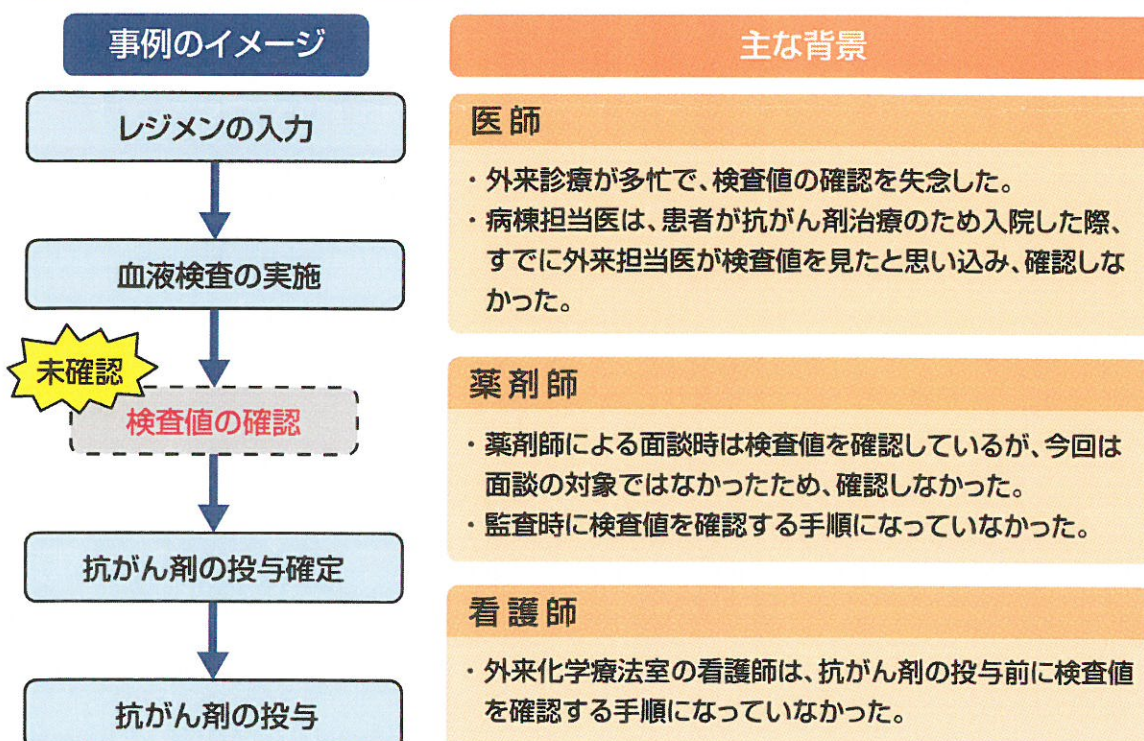 事例のイメージ
レジメンの入力
血液検査の実施
未確認
検査値の確認
抗がん剤の投与確定
抗がん剤の投与
主な背景
医師
・外来診療が多忙で、検査値の確認を失念した。
・病棟担当医は、患者が抗がん剤治療のため入院した際、
すでに外来担当医が検査値を見たと思い込み、確認しな
かった。
薬剤師
・薬剤師による面談時は検査値を確認しているが、今回は
面談の対象ではなかったため、確認しなかった。
・監査時に検査値を確認する手順になっていなかった。
看護師
・外来化学療法室の看護師は、抗がん剤の投与前に検査値
を確認する手順になっていなかった。